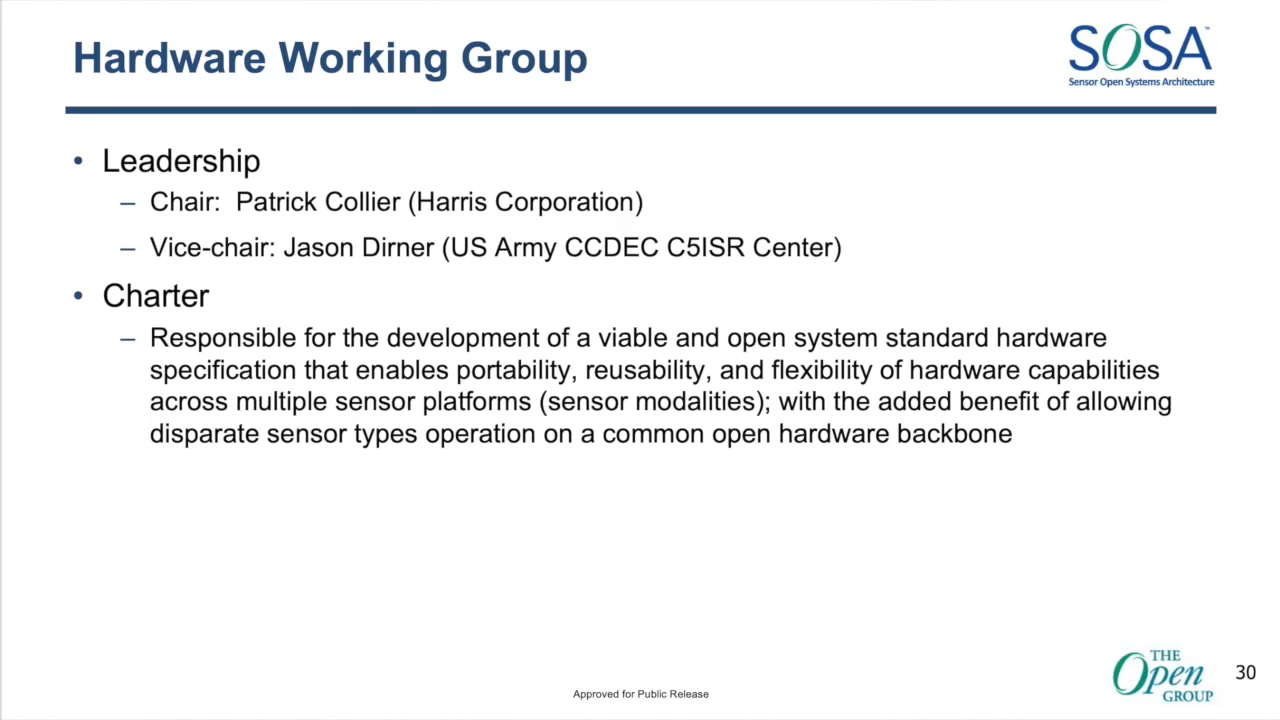 Hardware Working Group
SOSA™
Sensor Open Systems Architecture
• Leadership
– Chair:  Patrick Collier (Harris Corporation)
– Vice-chair: Jason Dirner (US Army CCDEC C5ISR Center)
• Charter
– Responsible for the development of a viable and open system standard hardware
specification that enables portability, reusability, and flexibility of hardware capabilities
across multiple sensor platforms (sensor modalities); with the added benefit of allowing
disparate sensor types operation on a common open hardware backbone
THE
Open
GROUP
30
Approved for Public Release